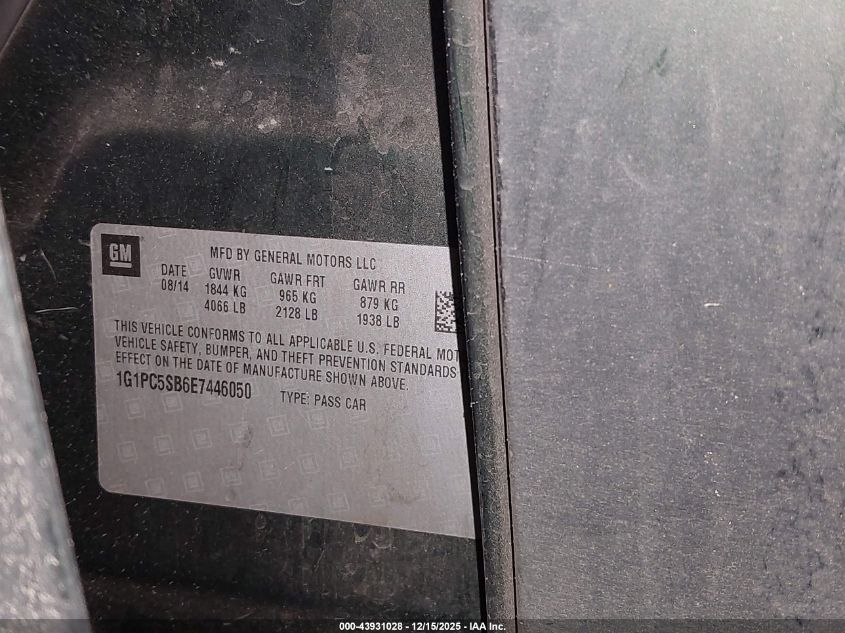 GM
MFD BY GENERAL MOTORS LLC
DATE GVWR GAWR FRT GAWR RR
08/14 1844 KG 965 KG 879 KG
4066 LB 2128 LB 1938 LB
THIS VEHICLE CONFORMS TO ALL APPLICABLE U.S. FEDERAL MOT
VEHICLE SAFETY, BUMPER, AND THEFT PREVENTION STANDARDS
EFFECT ON THE DATE OF MANUFACTURE SHOWN ABOVE.
1G1PC5SB6E7446050 TYPE: PASS CAR
000-43931028 - 12/15/2025 - IAA Inc.